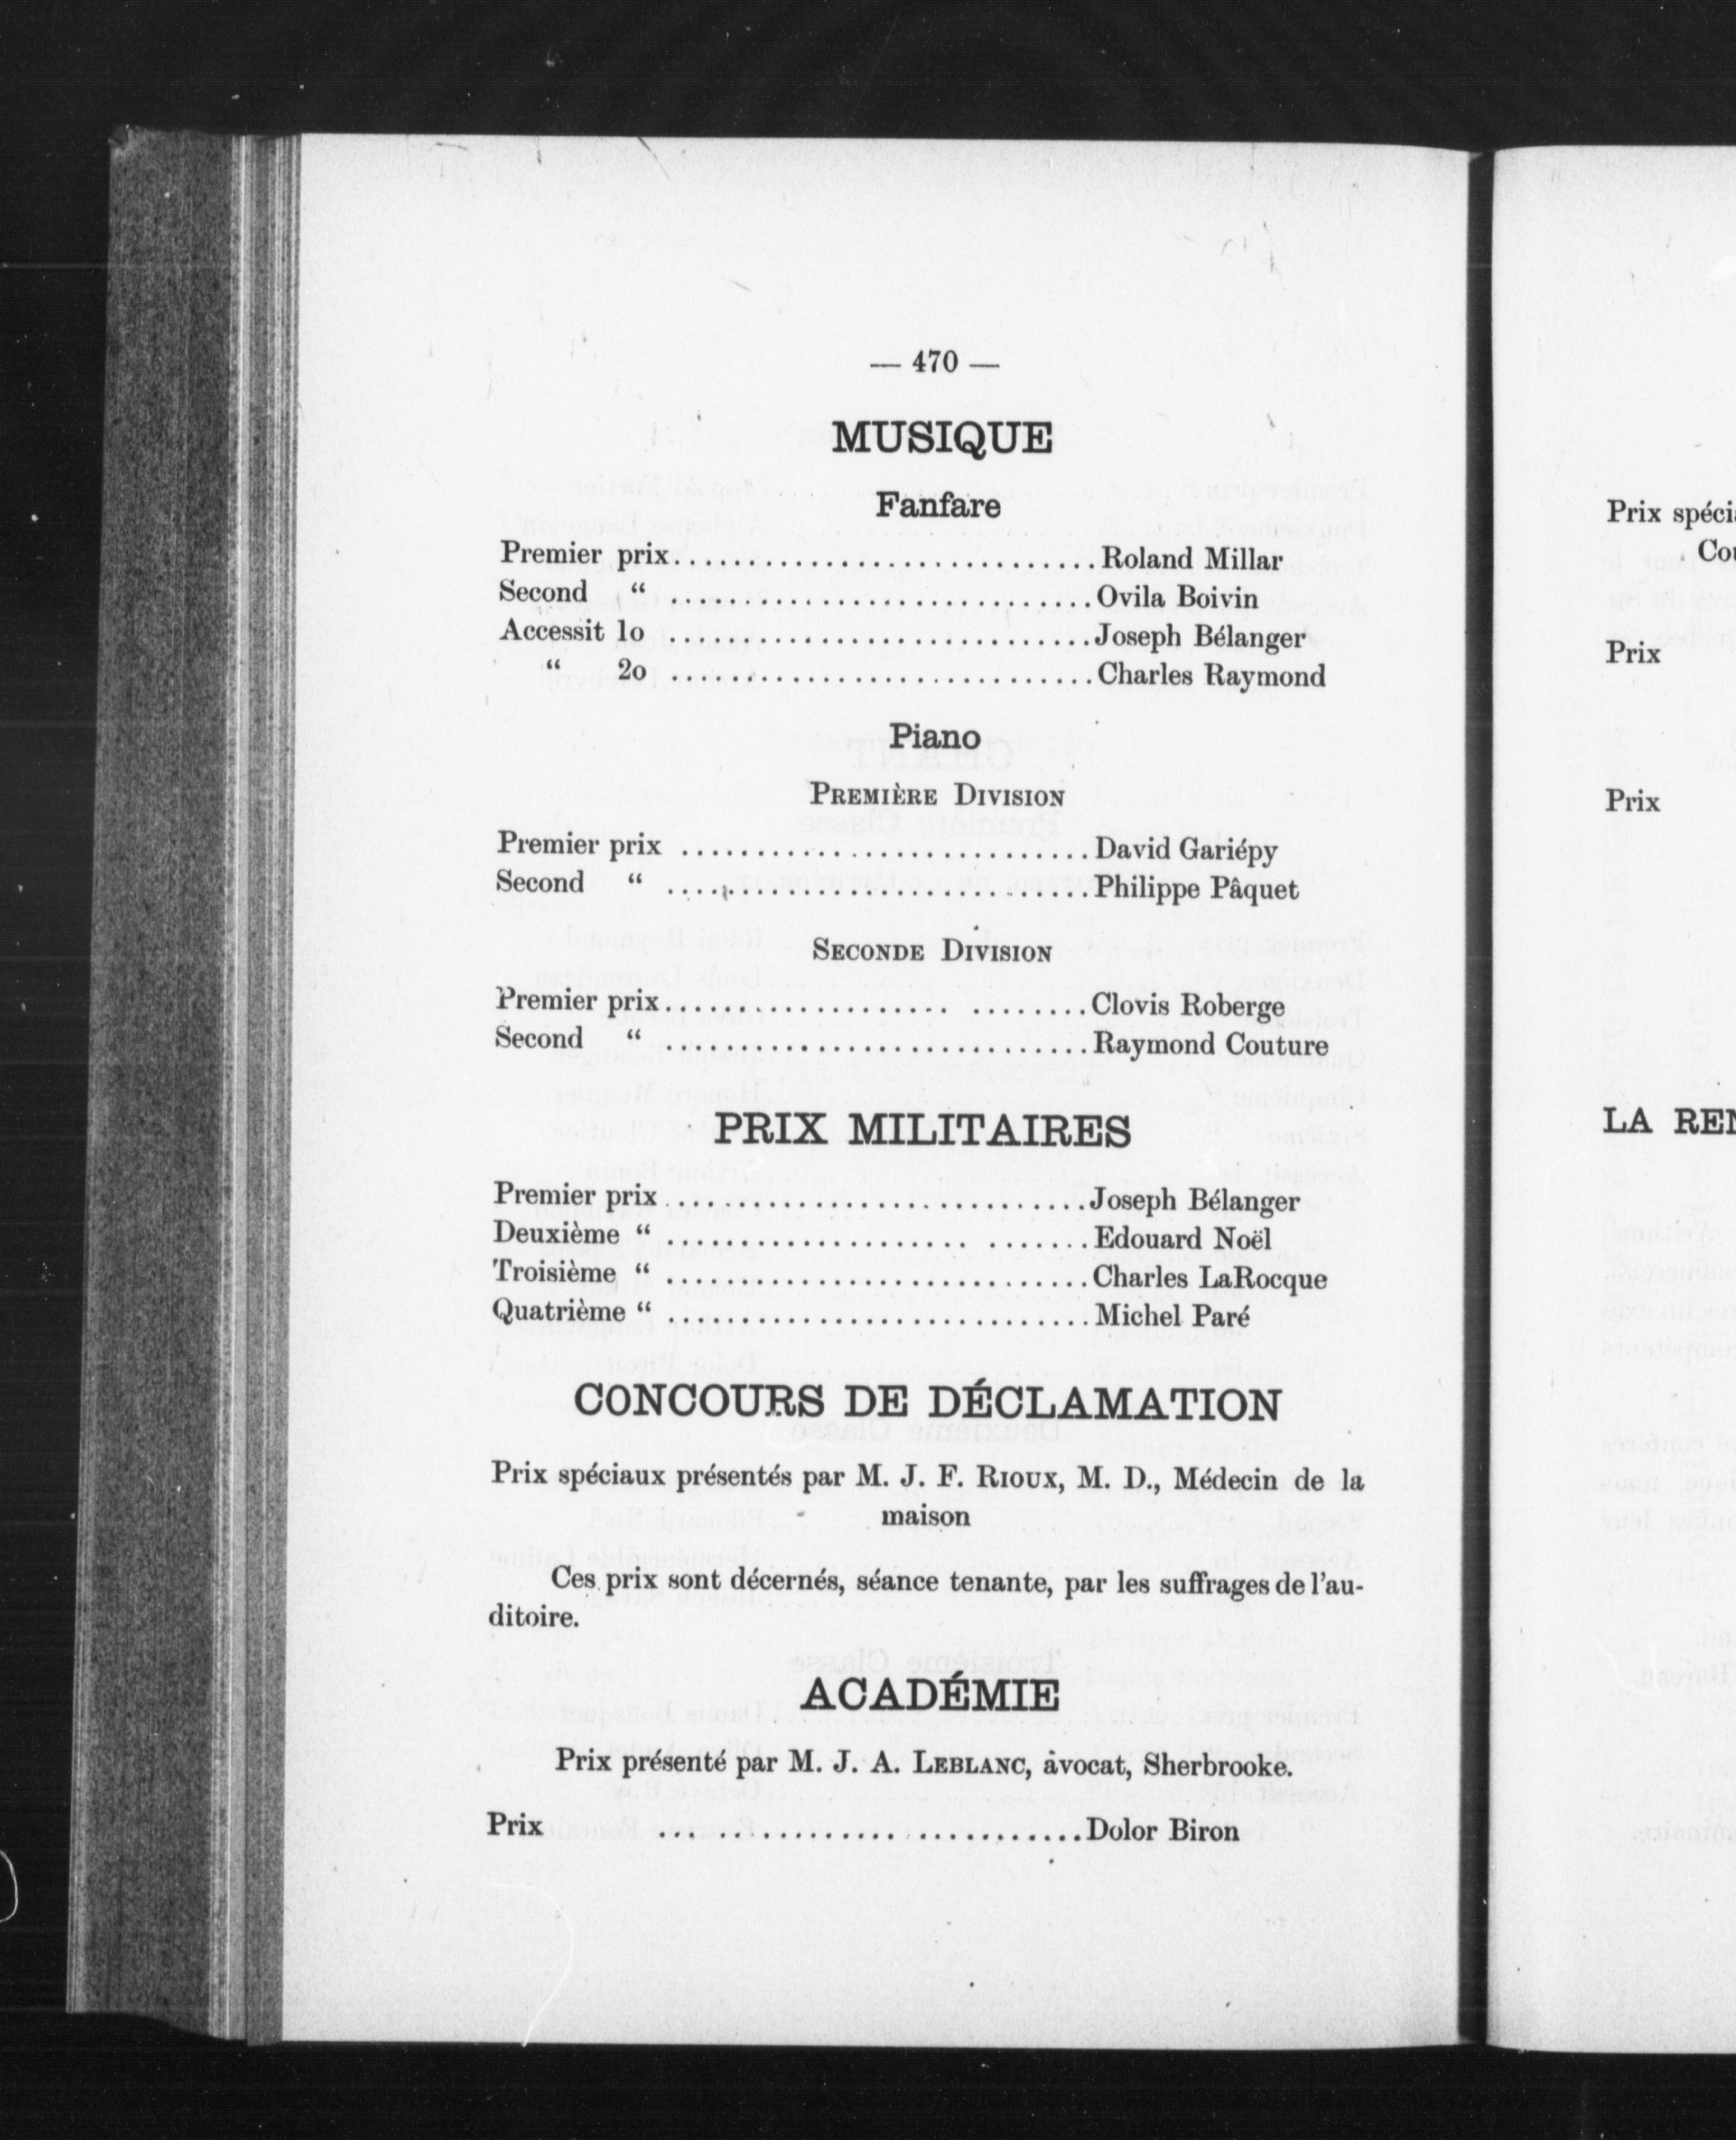 — 470 —
MUSIQUE
Fanfare
Premier prix............................Roland Millar
Second “ ............................Ovila Boivin
Accessit 1o ............................Joseph Bélanger
“ 2o ............................Charles Raymond
Piano
PREMIÈRE DIVISION
Premier prix ...........................David Gariépy
Second “ ............................Philippe Pâquet
SECONDE DIVISION
Premier prix................... ........Clovis Roberge
Second “ ............................Raymond Couture
PRIX MILITAIRES
Premier prix ............................Joseph Bélanger
Deuxième “ .................... .......Edouard Noël
Troisième “ ............................Charles LaRocque
Quatrième “ ............................Michel Paré
CONCOURS DE DÉCLAMATION
Prix spéciaux présentés par M. J. F. RIOUX, M. D., Médecin de la
maison
Ces prix sont décernés, séance tenante, par les suffrages de l’au-
ditoire.
ACADÉMIE
Prix présenté par M. J. A. LEBLANC, avocat, Sherbrooke.
Prix ................ ...........Dolor Biron
Prix
Prix
LA